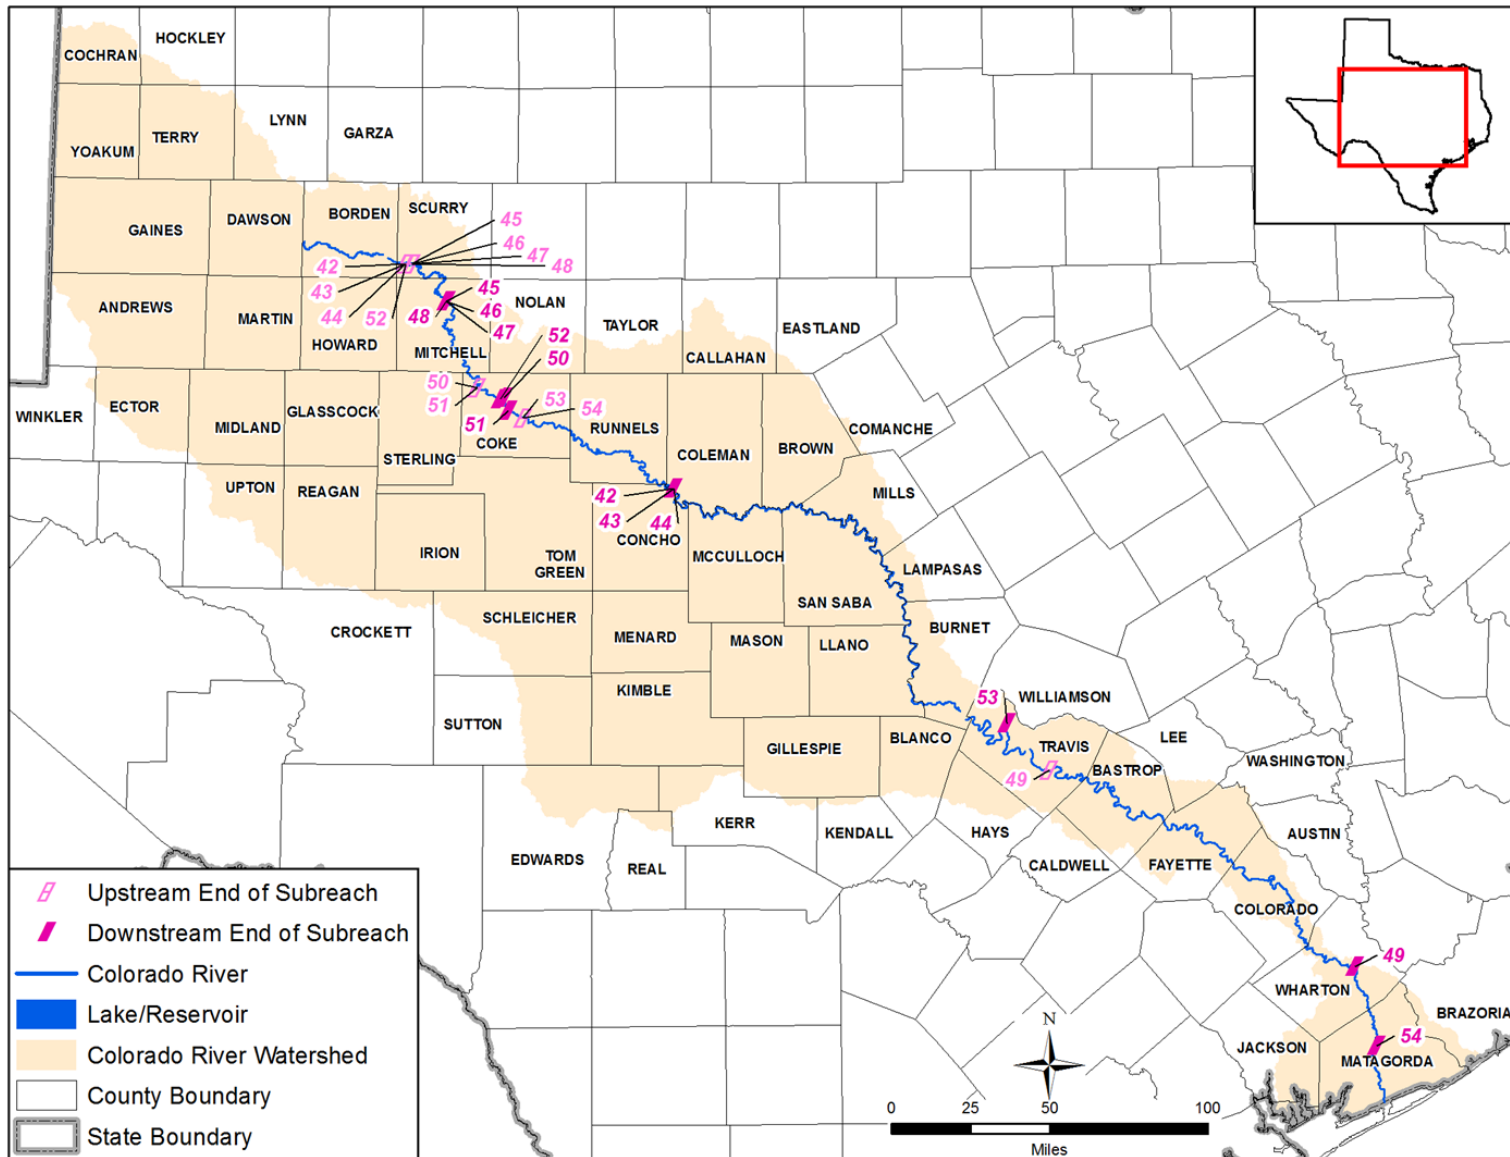 HOCKLEY
COCHRAN
LYNN
GARZA
TERRY
YOAKUM
SCURRY
BORDEN
DAWSON
GAINES
45
46
47
48
42
43
44
52
45
46
47
48
NOLAN
ANDREWS
MARTIN
HOWARD
MITCHELL
TAYLOR
EASTLAND
CALLAHAN
52
50
50
51
53
54
51
WINKLER
ECTOR
MIDLAND
GLASSCOCK
STERLING
COKE
RUNNELS
COLEMAN
BROWN
COMANCHE
MILLS
UPTON
REAGAN
42
43
44
CONCHO
IRION
TOM
GREEN
MCCULLOCH
LAMPASAS
SAN SABA
CROCKETT
SCHLEICHER
MENARD
MASON
LLANO
BURNET
KIMBLE
SUTTON
53
WILLIAMSON
GILLESPIE
BLANCO
TRAVIS
LEE
49
BASTROP
WASHINGTON
KERR
KENDALL
HAYS
AUSTIN
EDWARDS
REAL
CALDWELL
FAYETTE
COLORADO
49
WHARTON
BRAZORIA
54
JACKSON
MATAGORDA
Upstream End of Subreach
Downstream End of Subreach
Colorado River
Lake/Reservoir
Colorado River Watershed
County Boundary
State Boundary
N
0 25 50 100
Miles